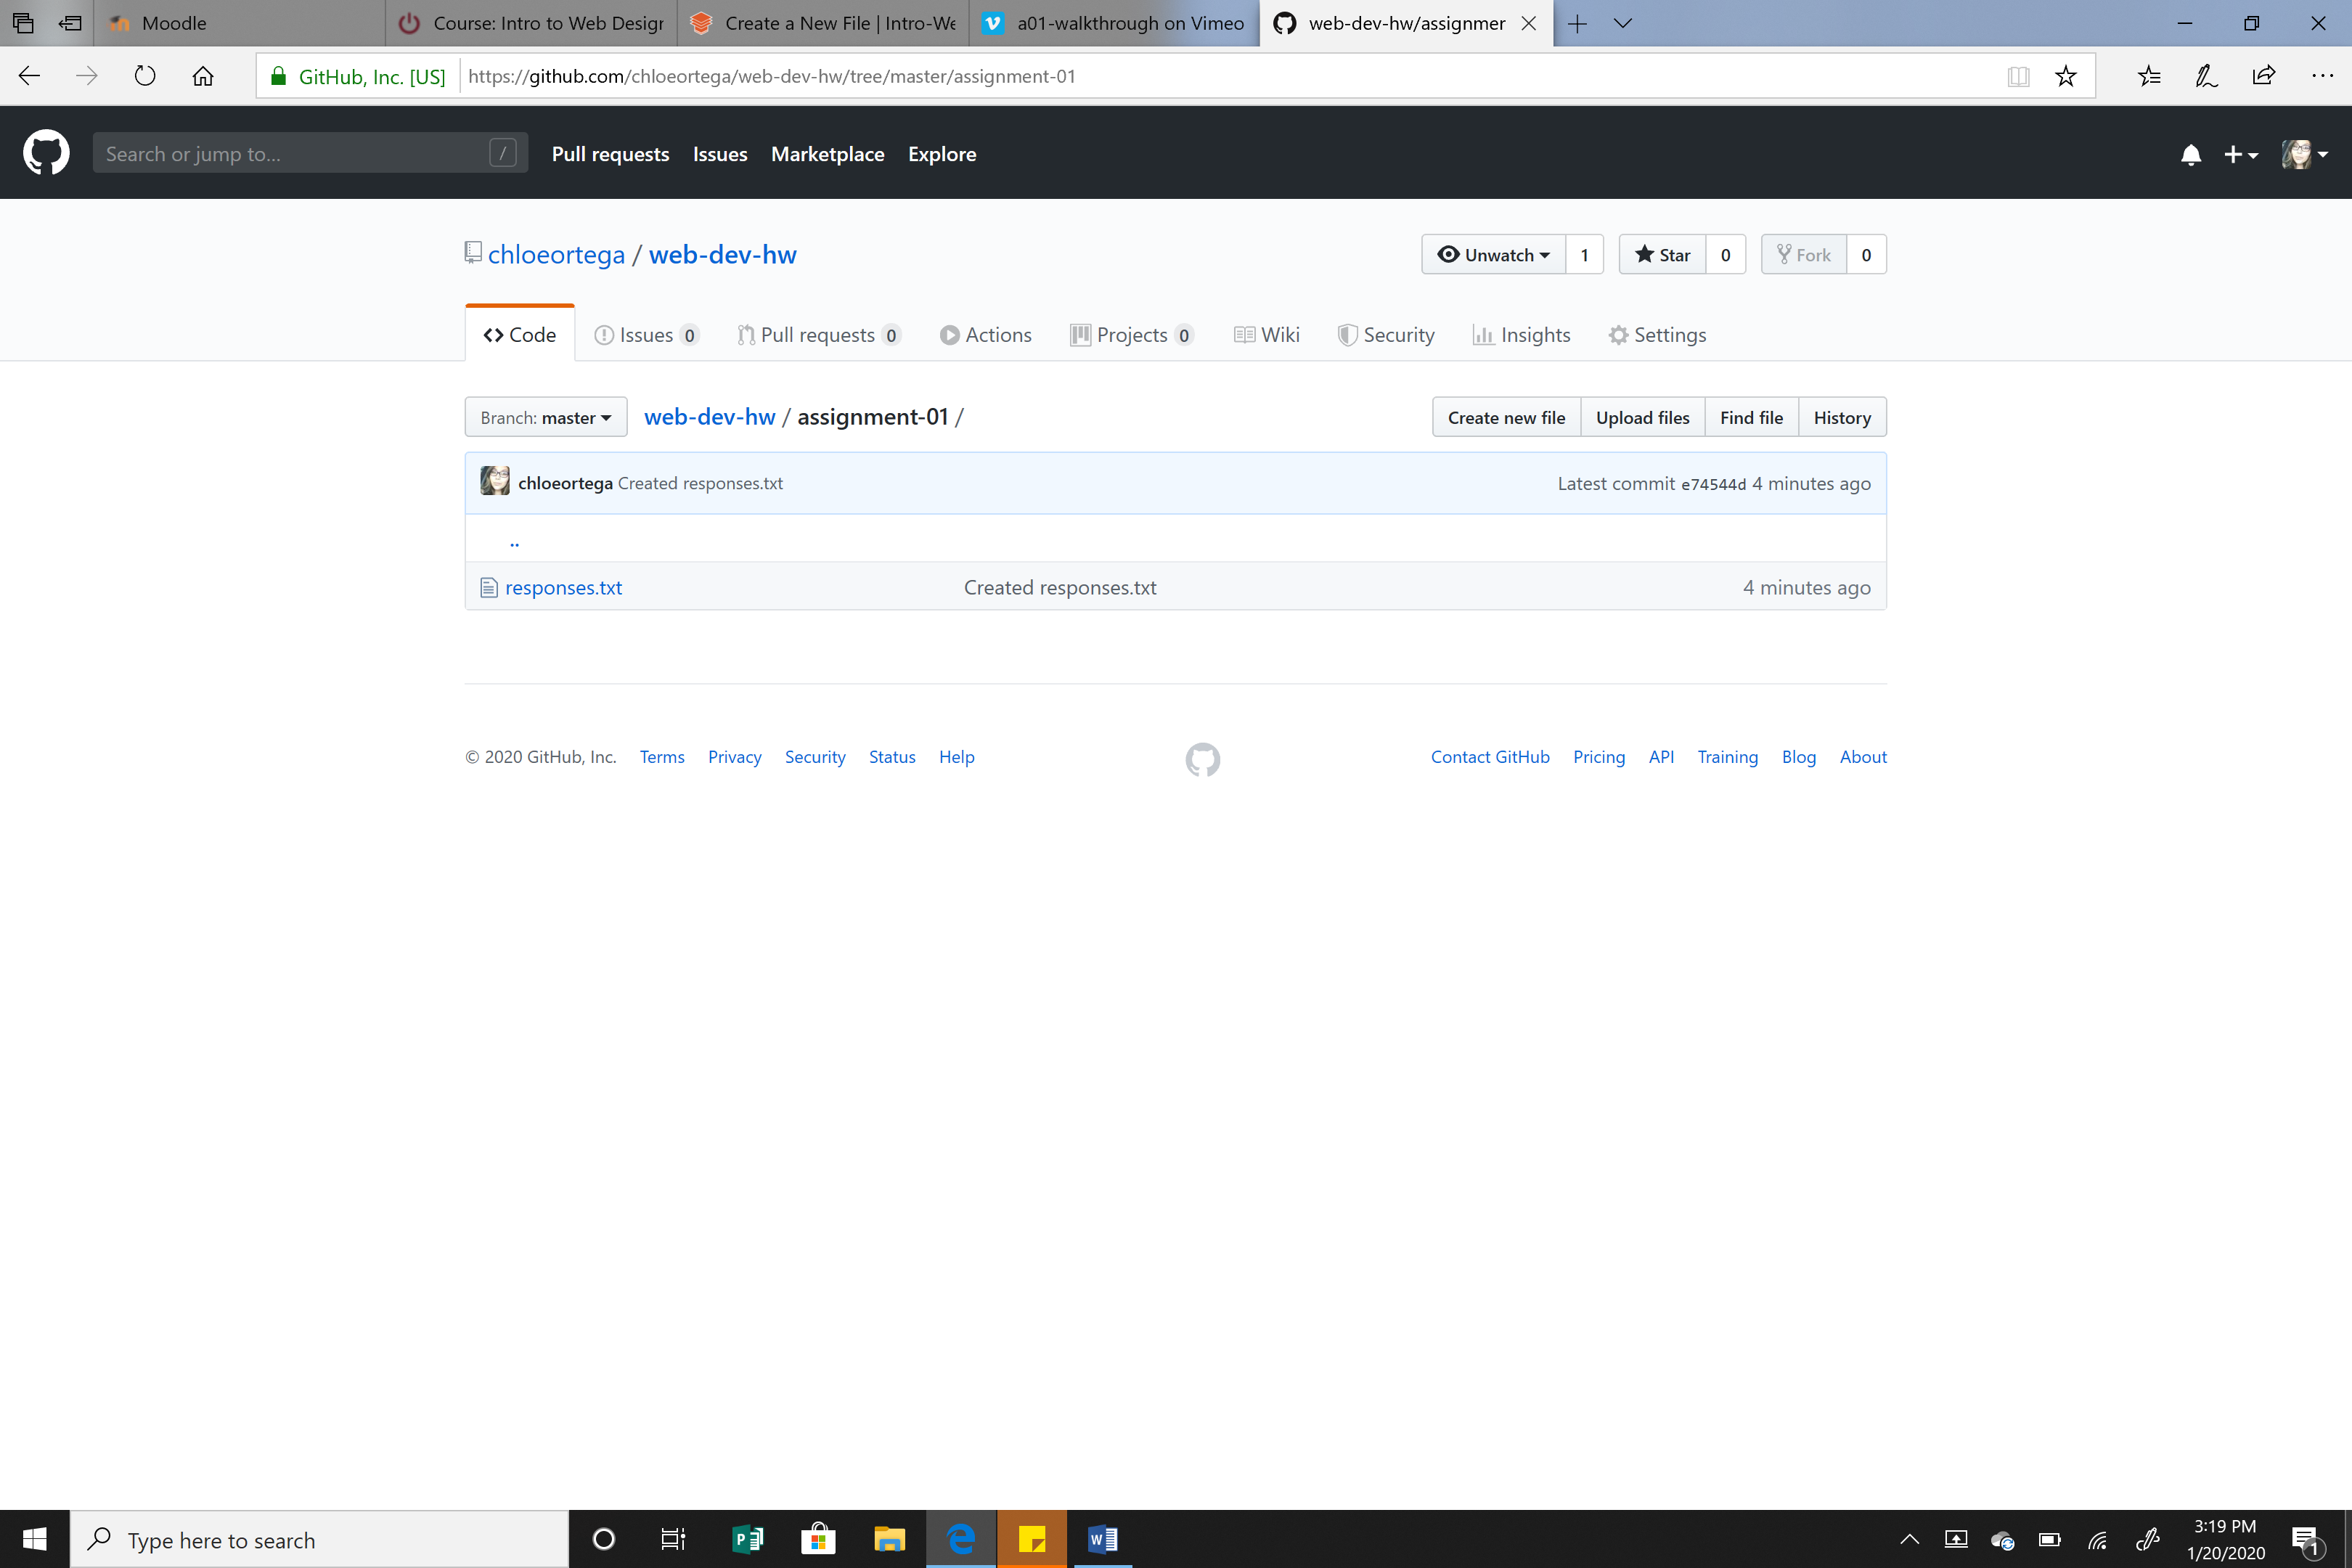 Moodle
Course: Intro to Web Design
Create a New File | Intro-We
a01-walkthrough on Vimeo
web-dev-hw/assignmer
GitHub, Inc. [US]
https://github.com/chloeortega/web-dev-hw/tree/master/assignment-01
Search or jump to... /
Pull requests Issues Marketplace Explore
chloeortega / web-dev-hw
Unwatch 1 Star 0 Fork 0
Code Issues 0 Pull requests 0 Actions Projects 0 Wiki Security Insights Settings
Branch: master web-dev-hw / assignment-01 /
Create new file Upload files Find file History
chloeortega Created responses.txt Latest commit e74544d 4 minutes ago
..
responses.txt Created responses.txt 4 minutes ago
© 2020 GitHub, Inc. Terms Privacy Security Status Help
Contact GitHub Pricing API Training Blog About
Type here to search
3:19 PM
1/20/2020
1